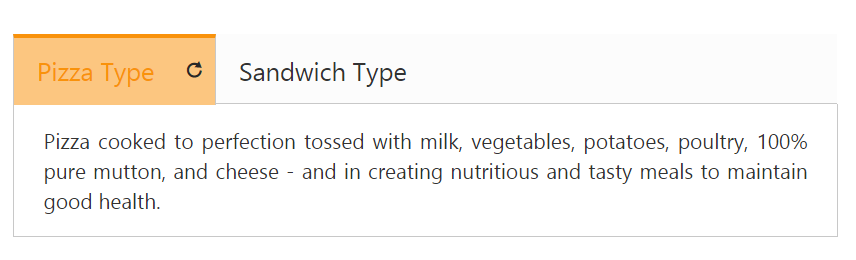 Pizza Type
Sandwich Type
Pizza cooked to perfection tossed with milk, vegetables, potatoes, poultry, 100%
pure mutton, and cheese - and in creating nutritious and tasty meals to maintain
good health.